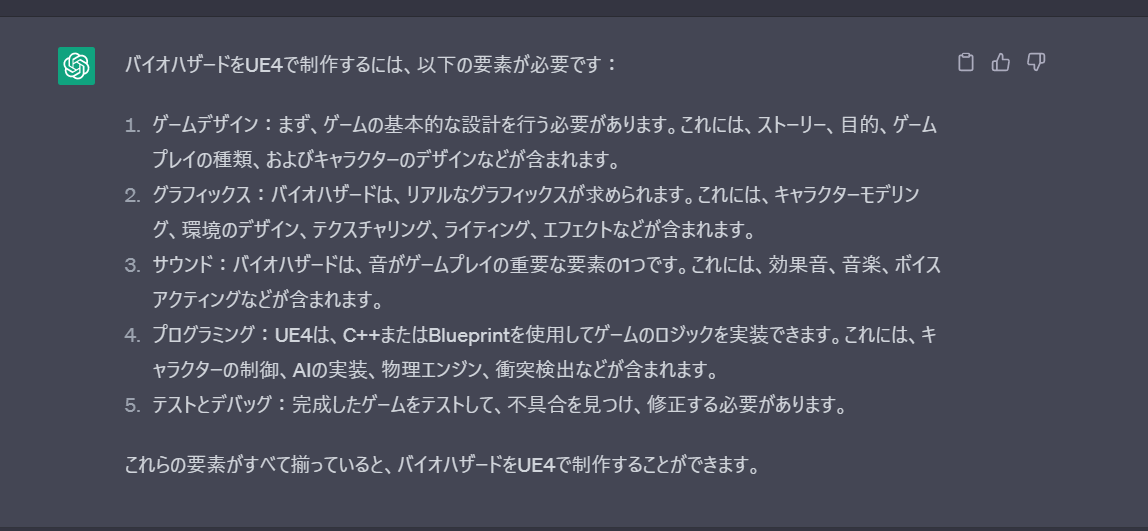 バイオハザードをUE4で制作するには、以下の要素が必要です：
1. ゲームデザイン：まず、ゲームの基本的な設計を行う必要があります。これには、ストーリー、目的、ゲーム
プレイの種類、およびキャラクターのデザインなどが含まれます。
2. グラフィックス：バイオハザードは、リアルなグラフィックスが求められます。これには、キャラクターモデリン
グ、環境のデザイン、テクスチャリング、ライティング、エフェクトなどが含まれます。
3. サウンド：バイオハザードは、音がゲームプレイの重要な要素の1つです。これには、効果音、音楽、ボイス
アクティングなどが含まれます。
4. プログラミング：UE4は、C++またはBlueprintを使用してゲームのロジックを実装できます。これには、キ
ャラクターの制御、AIの実装、物理エンジン、衝突検出などが含まれます。
5. テストとデバッグ：完成したゲームをテストして、不具合を見つけ、修正する必要があります。
これらの要素がすべて揃っていると、バイオハザードをUE4で制作することができます。